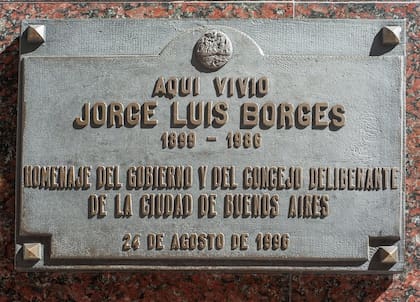 AQUI VIVIO
JORGE LUIS BORGES
1899 - 1986
HOMENAJE DEL GOBIERNO Y DEL CONCEJO DELIBERANTE
DE LA CIUDAD DE BUENOS AIRES
24 DE AGOSTO DE 1996